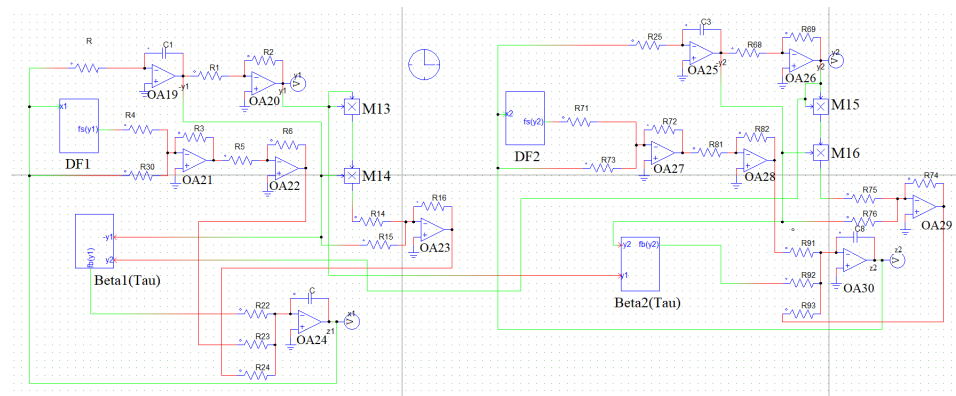 R
C1
R2
OA19
-y1
R1
OA20
y1
V
M13
x1
fs(y1)
DF1
R4
R3
R6
R30
OA21
R5
OA22
M14
R14
R15
R16
OA23
-y1
y2
fb(y1)
Beta1(Tau)
R22
R23
R24
C
OA24
z1
x1
V
R25
C3
OA25
-y2
R68
R69
OA26
y2
V
M15
x2
fs(y2)
DF2
R71
R72
R82
R73
OA27
R81
OA28
M16
R75
R76
R74
OA29
y2
fb(y2)
y1
Beta2(Tau)
R91
R92
R93
C8
OA30
z2
z2
V